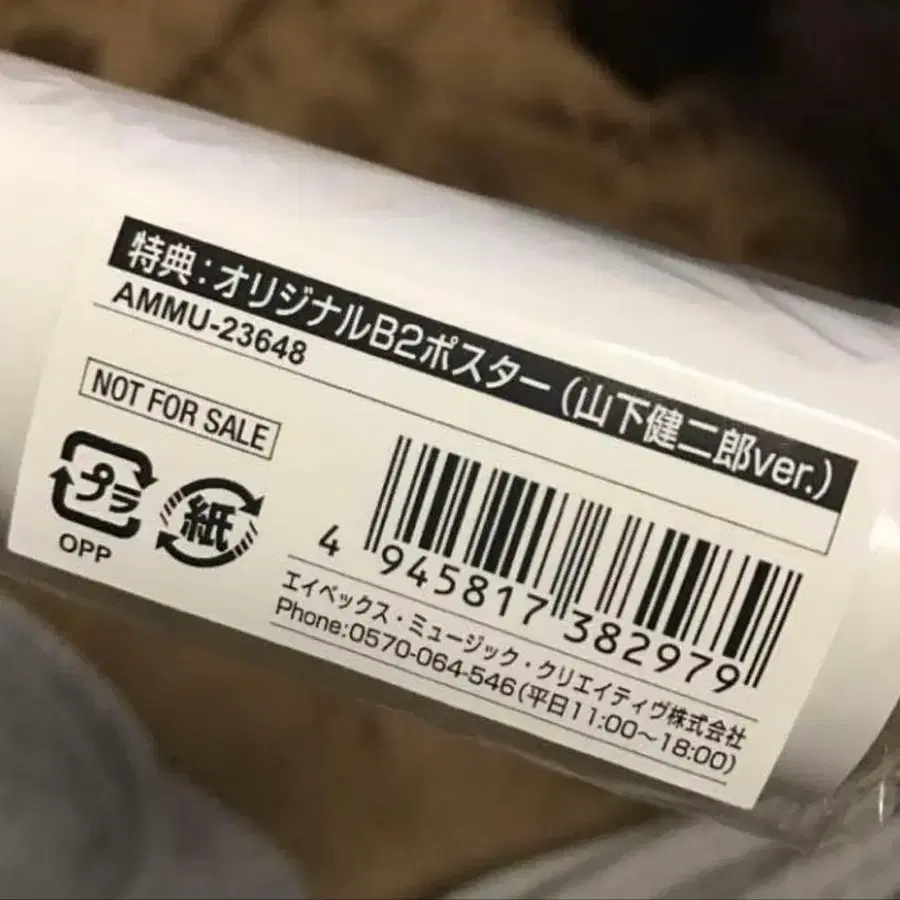 特典:オリジナルB2ポスター(山下健二郎ver.)
AMMU-23648
NOT FOR SALE
プラ
OPP
紙
4 945817 382979
エイベックス・ミュージック・クリエイティヴ株式会社
Phone:0570-064-546(平日11:00～18:00)